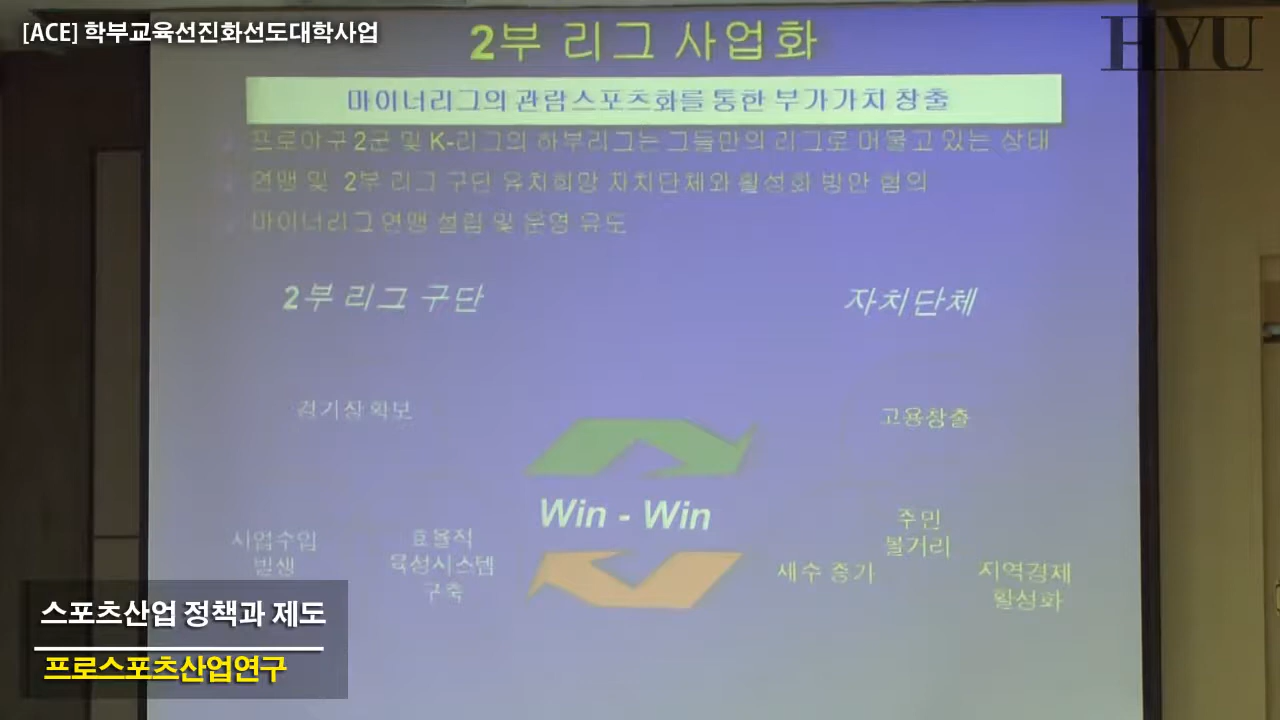 [ACE] 학부교육선진화선도대학사업
HYU
2부 리그 사업화
마이너리그의 관람스포츠화를 통한 부가가치 창출
프로야구 2군 및 K-리그의 하부리그는 그들만의 리그로 머물고 있는 상태
연맹 및 2부 리그 구단 유치희망 자치단체와 활성화 방안 협의
마이너리그 연맹 설립 및 운영 유도
2부 리그 구단
자치단체
경기장 확보
고용창출
Win - Win
사업수입
발생
효율적
육성시스템
구축
세수 증가
주민
볼거리
지역경제
활성화
스포츠산업 정책과 제도
프로스포츠산업연구